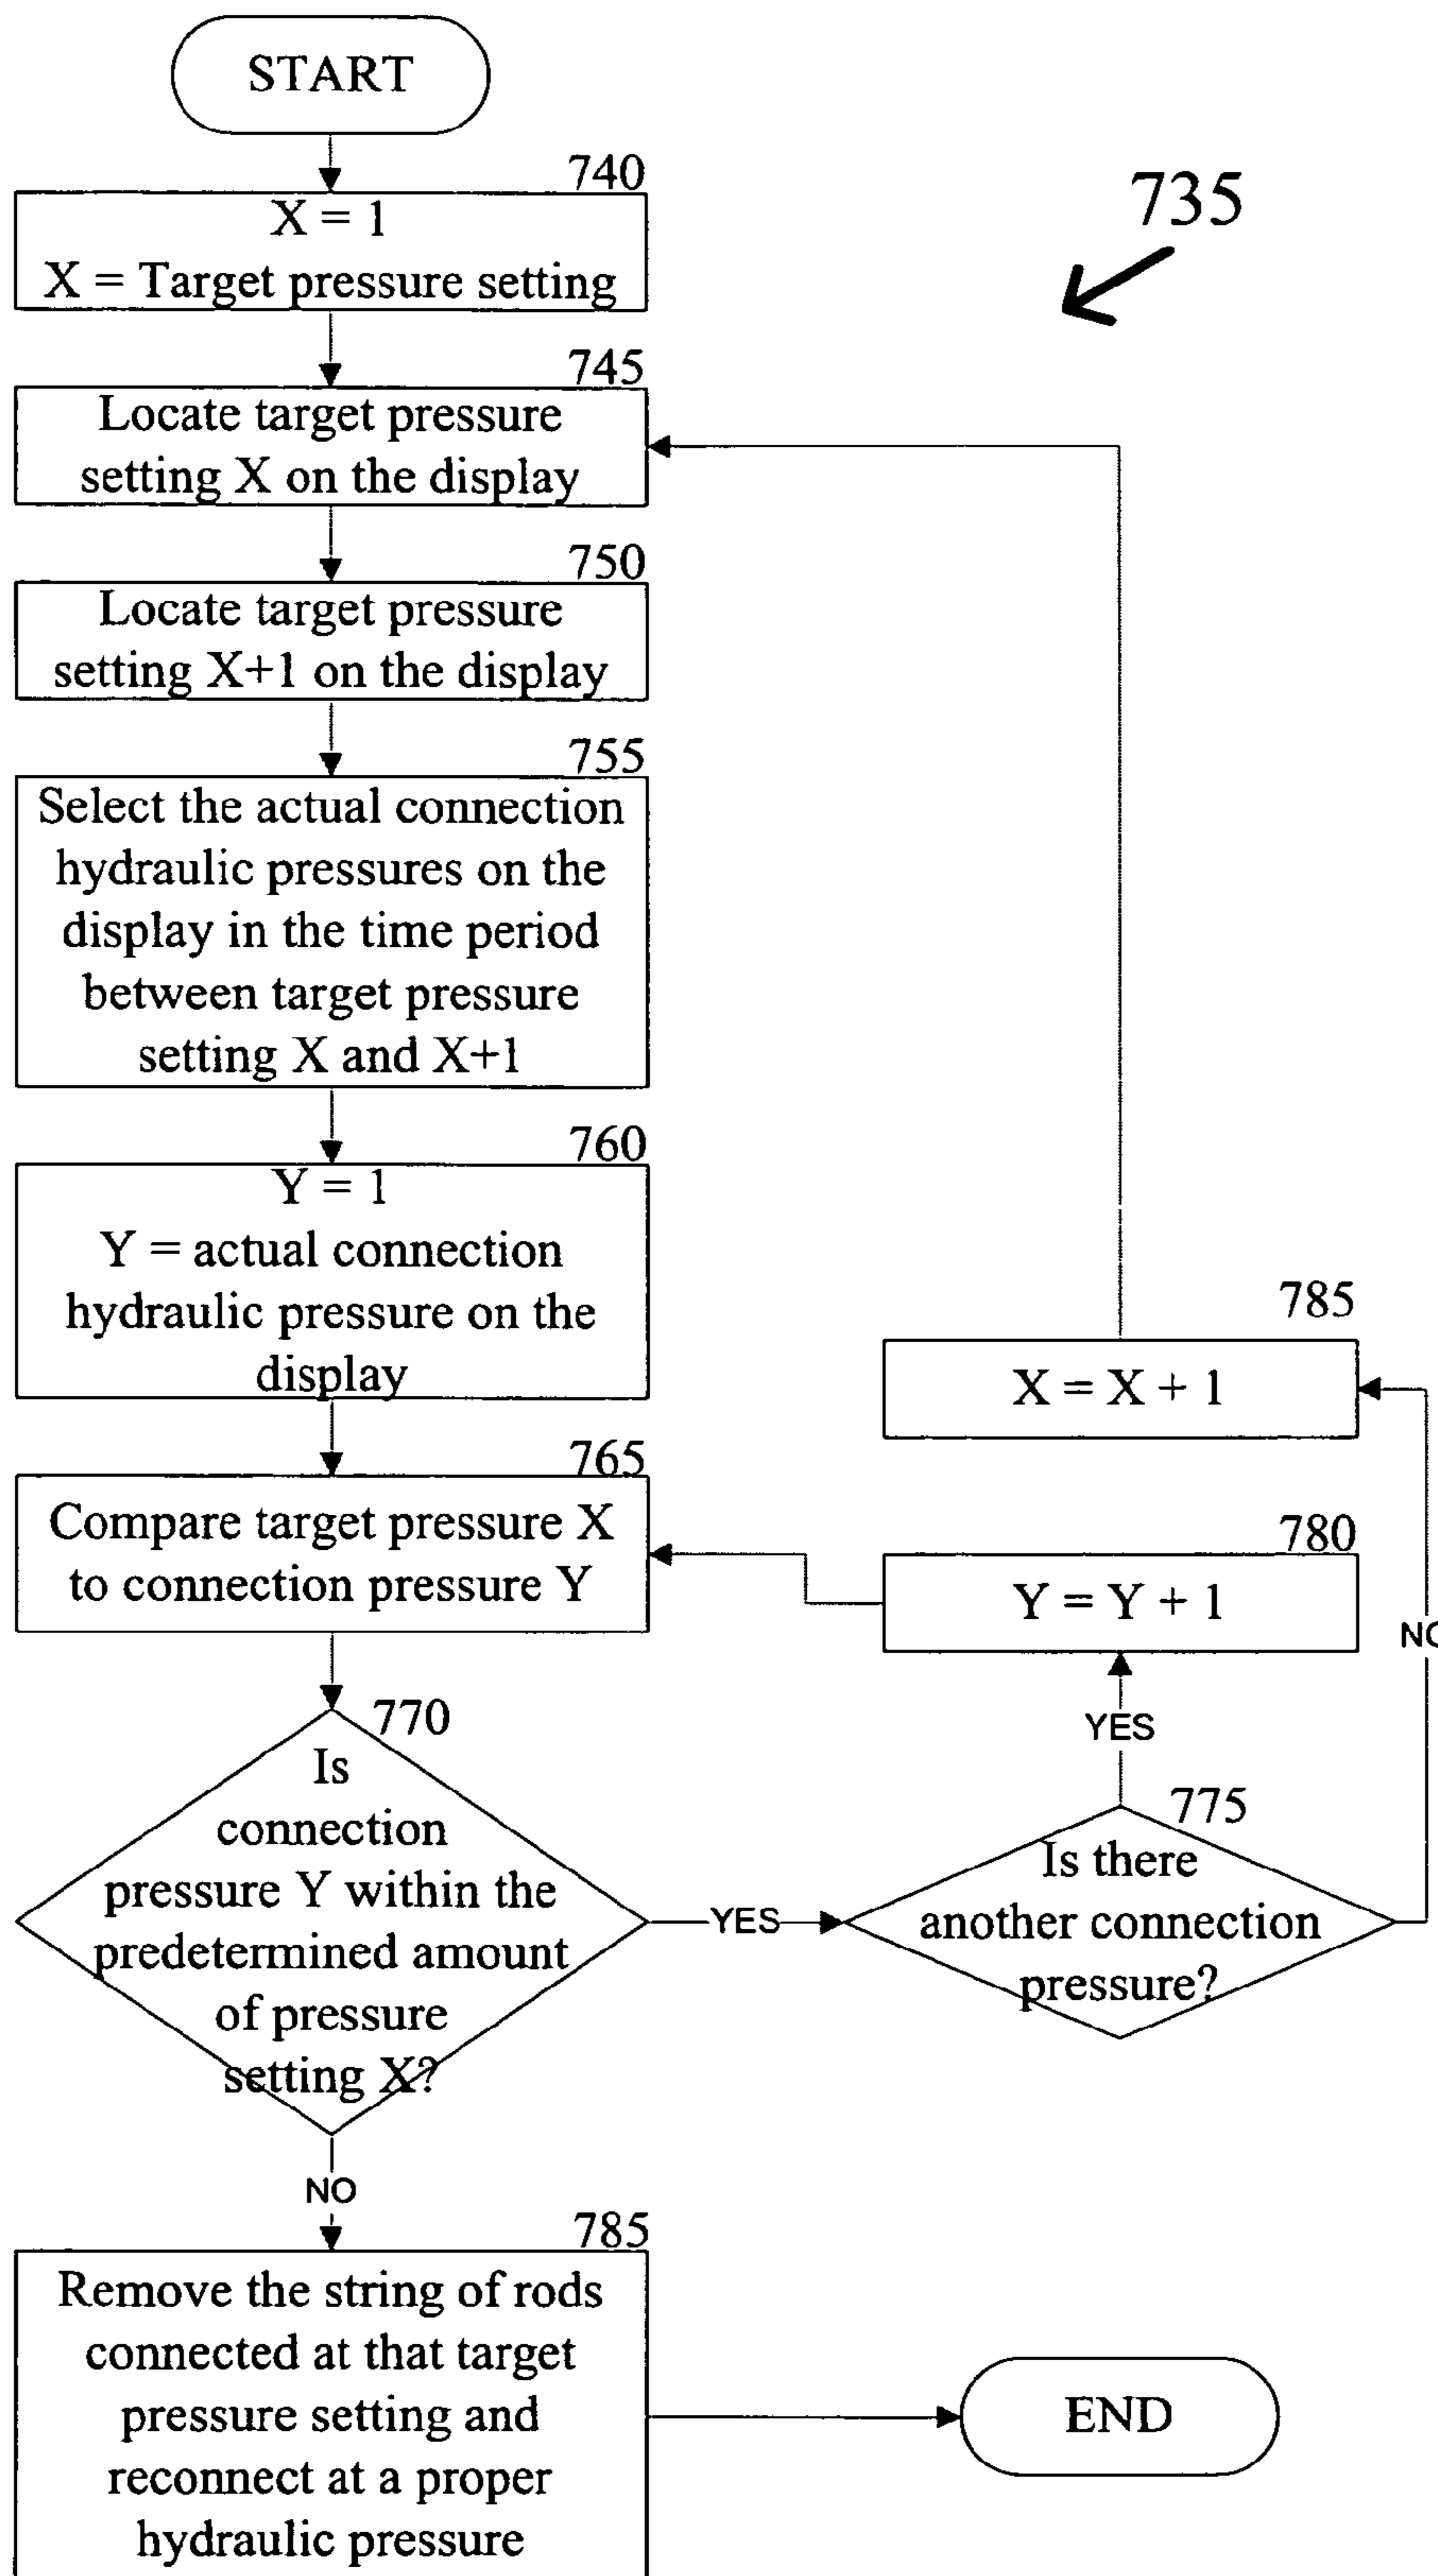 START
740
X = 1
X = Target pressure setting
735
745
Locate target pressure
setting X on the display
750
Locate target pressure
setting X+1 on the display
755
Select the actual connection
hydraulic pressures on the
display in the time period
between target pressure
setting X and X+1
760
Y = 1
Y = actual connection
hydraulic pressure on the
display
785
X = X + 1
765
Compare target pressure X
to connection pressure Y
780
Y = Y + 1
NO
YES
770
Is
connection
pressure Y within the
predetermined amount
of pressure
setting X?
YES
775
Is there
another connection
pressure?
NO
785
Remove the string of rods
connected at that target
pressure setting and
reconnect at a proper
hydraulic pressure
END